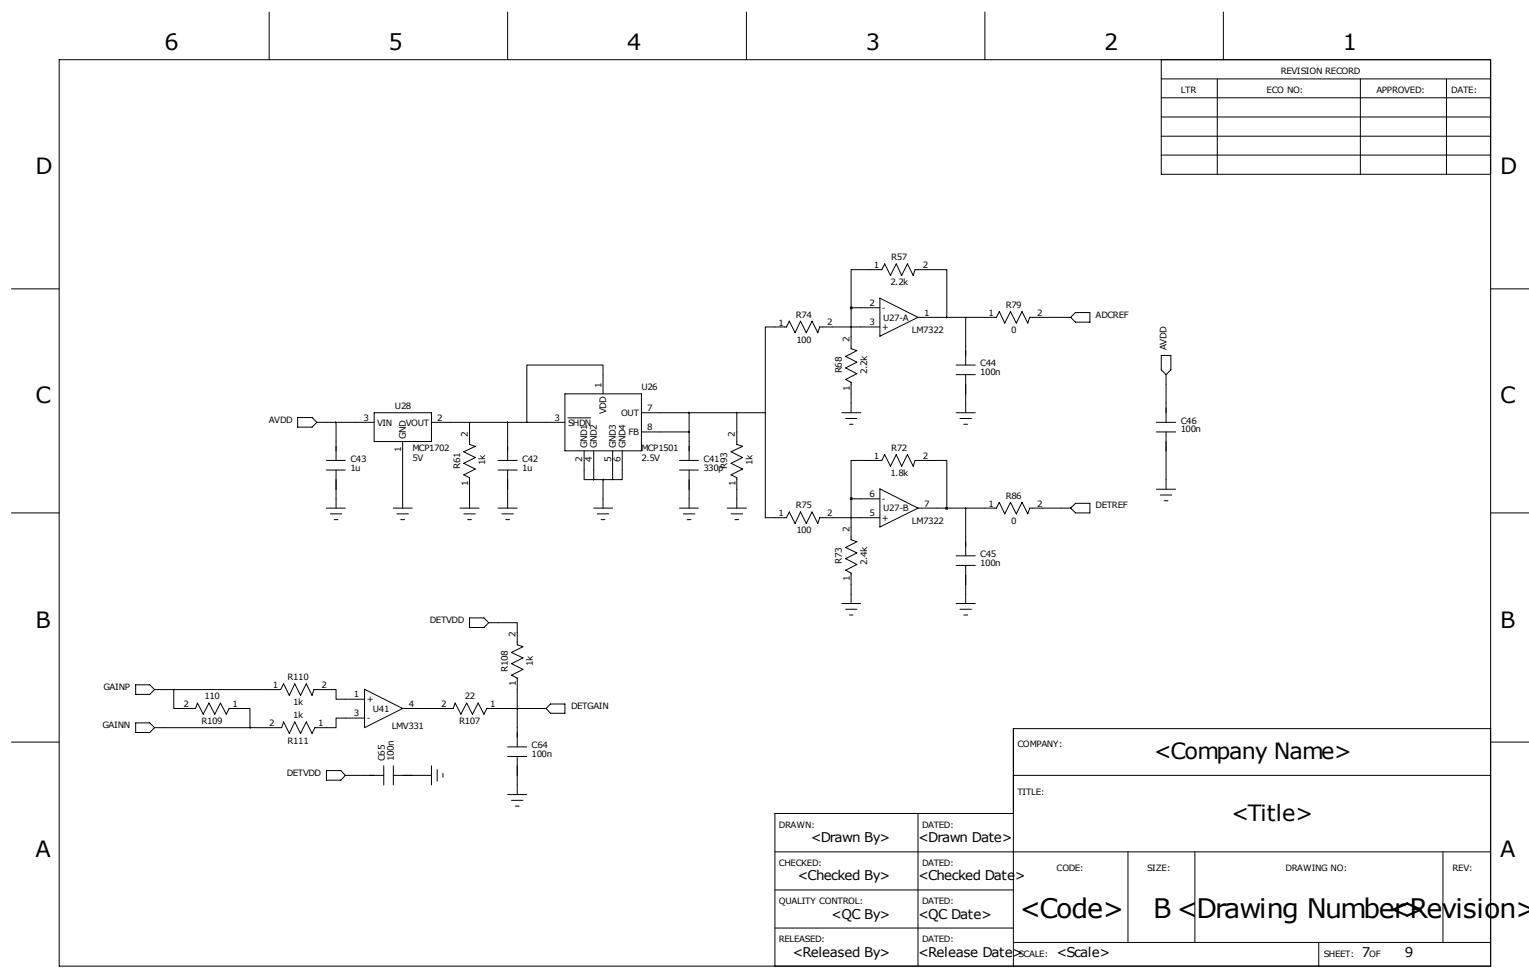 6 5 4 3 2 1
REVISION RECORD
LTR ECO NO: APPROVED: DATE:
D D
R57
1 2
2.2k
2 - U27-A 1
3 +
LM7322
R74
1 2
100
R79
1 2
0
ADCREF
2
R68
2.2k
1
C44
100n
AVDD
C46
100n
C C
AVDD
U28
3 VIN VOUT 2
GND
1
MCP1702
5V
C43
1u
2
R61
1k
1
C42
1u
U26
1
VDD
3 SHDN
OUT 7
FB 8
GND1 GND2 GND3 GND4
2 4 5 6
MCP1501
2.5V
C41
330p
2
R93
1k
1
R72
1 2
1.8k
6 - U27-B 7
5 +
LM7322
R75
1 2
100
R86
1 2
0
DETREF
2
R73
2.4k
1
C45
100n
B B
DETVDD
2
R108
1k
1
GAINP
R110
1 2
1k
110
2 1
R109
GAINN
1k
2 1
R111
1 + U41 4
3 -
LMV331
22
2 1
R107
DETGAIN
C64
100n
C65
100n
DETVDD
COMPANY:
<Company Name>
TITLE:
<Title>
A A
DRAWN: <Drawn By> DATED: <Drawn Date>
CHECKED: <Checked By> DATED: <Checked Date>
QUALITY CONTROL: <QC By> DATED: <QC Date>
RELEASED: <Released By> DATED: <Release Date>
CODE: SIZE: DRAWING NO: REV:
<Code> B <Drawing Number> <Revision>
SCALE: <Scale> SHEET: 7 OF 9